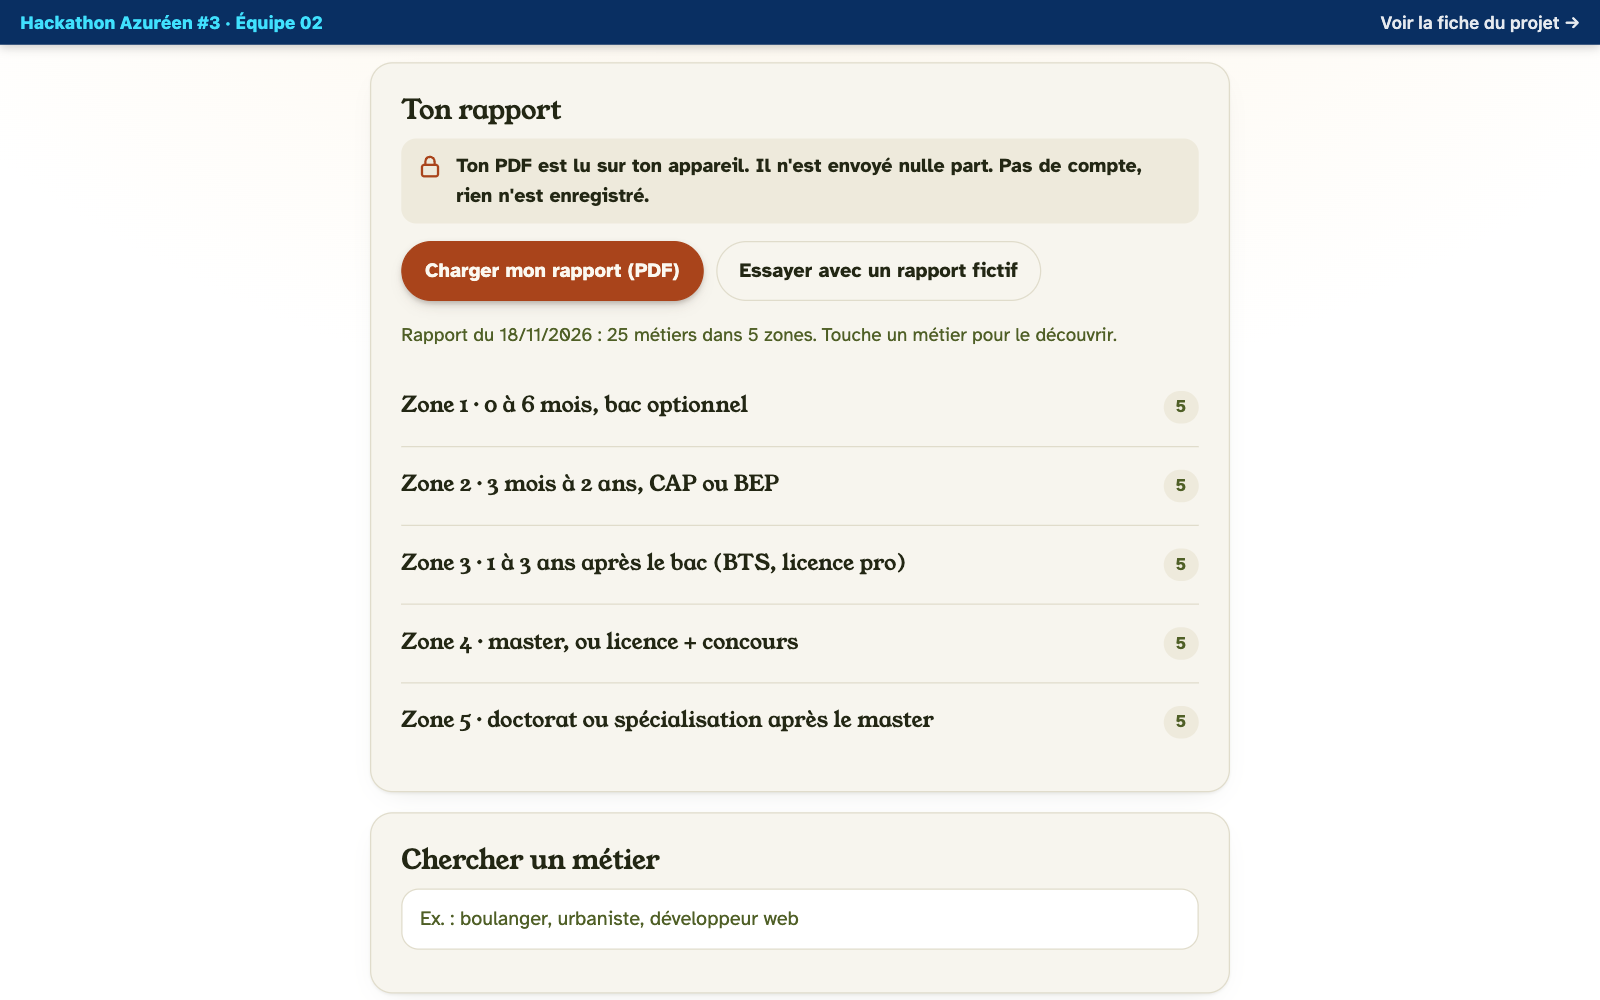 Hackathon Azuréen #3 · Équipe 02
Voir la fiche du projet →
Ton rapport
Ton PDF est lu sur ton appareil. Il n'est envoyé nulle part. Pas de compte,
rien n'est enregistré.
Charger mon rapport (PDF)
Essayer avec un rapport fictif
Rapport du 18/11/2026 : 25 métiers dans 5 zones. Touche un métier pour le découvrir.
Zone 1 · 0 à 6 mois, bac optionnel
5
Zone 2 · 3 mois à 2 ans, CAP ou BEP
5
Zone 3 · 1 à 3 ans après le bac (BTS, licence pro)
5
Zone 4 · master, ou licence + concours
5
Zone 5 · doctorat ou spécialisation après le master
5
Chercher un métier
Ex. : boulanger, urbaniste, développeur web